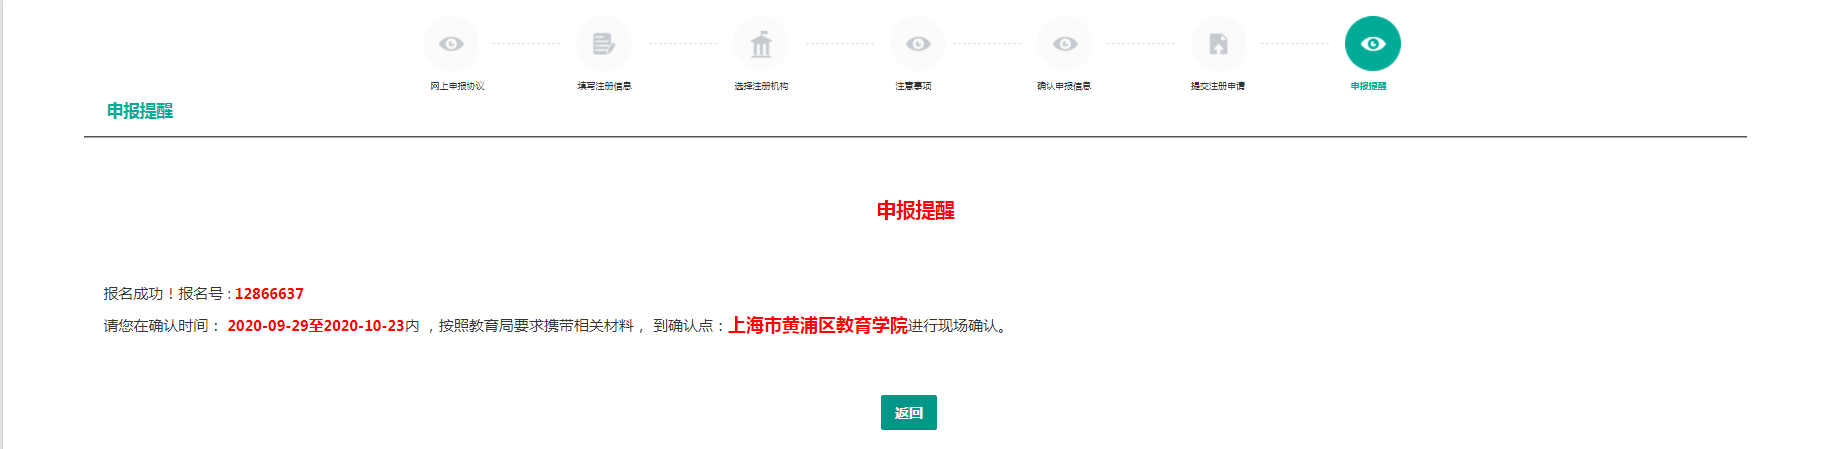 网上申报协议 填写注册信息 选择注册机构 注意事项 确认申报信息 提交注册申请 申报提醒
申报提醒
申报提醒
报名成功！报名号 : 12866637
请您在确认时间： 2020-09-29至2020-10-23内 ，按照教育局要求携带相关材料， 到确认点：上海市黄浦区教育学院进行现场确认。
返回